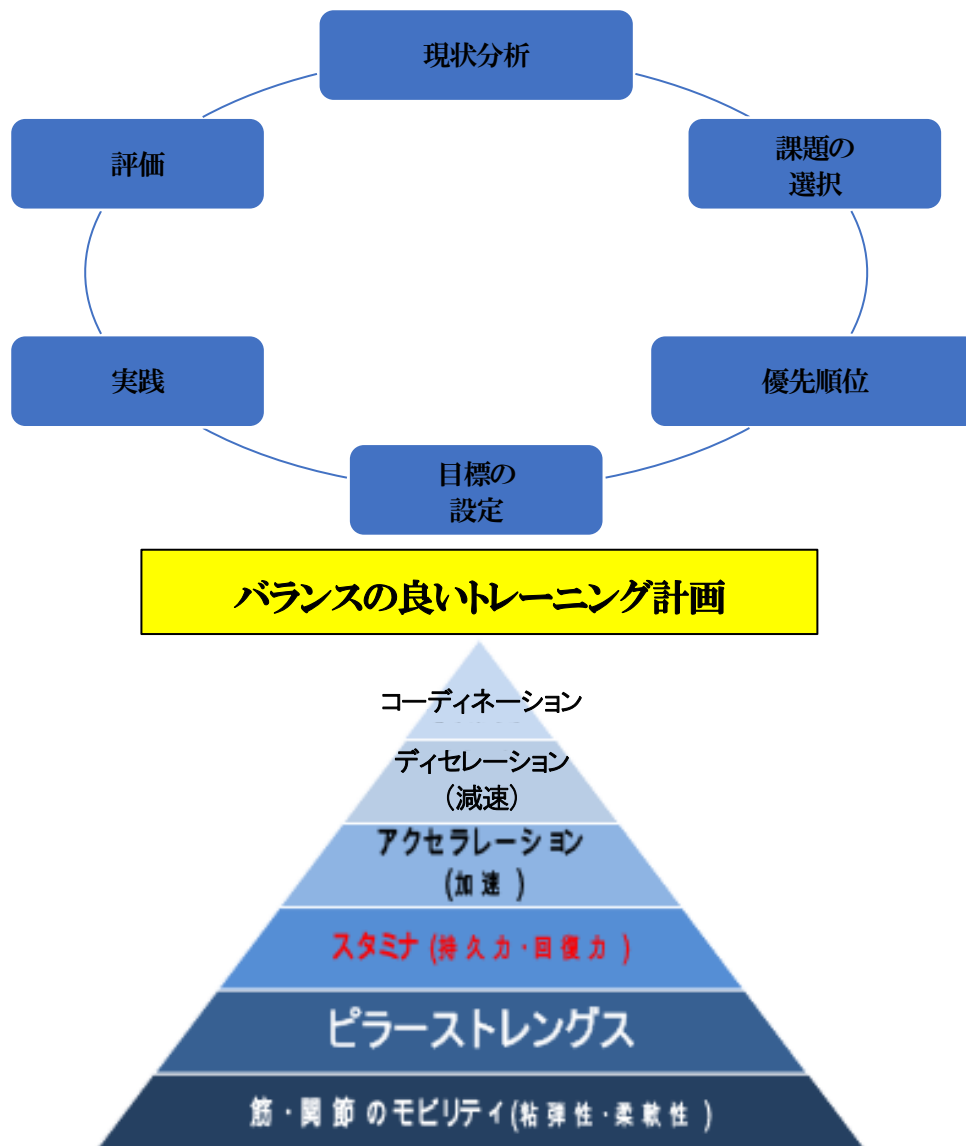 現状分析
評価
課題の
選択
実践
優先順位
目標の
設定
バランスの良いトレーニング計画
コーディネーション
ディセレーション
（減速）
アクセラレーション
(加速)
スタミナ(持久力・回復力)
ピラーストレングス
筋・関節のモビリティ(粘弾性・柔軟性)